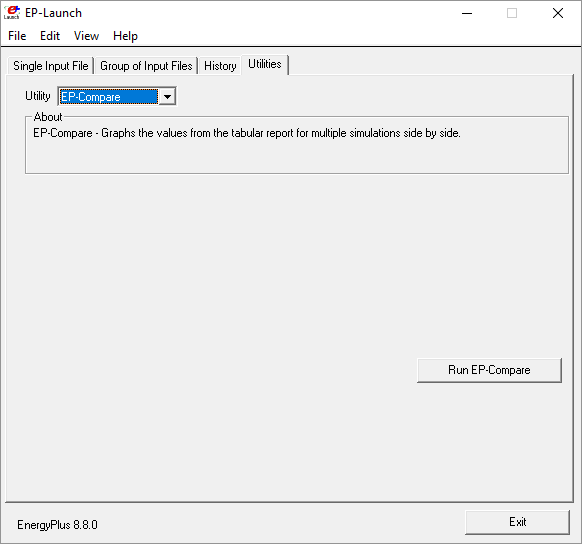 EP-Launch
Launch
File Edit View Help
Single Input File Group of Input Files History Utilities
Utility EP-Compare
About
EP-Compare - Graphs the values from the tabular report for multiple simulations side by side.
Run EP-Compare
EnergyPlus 8.8.0
Exit